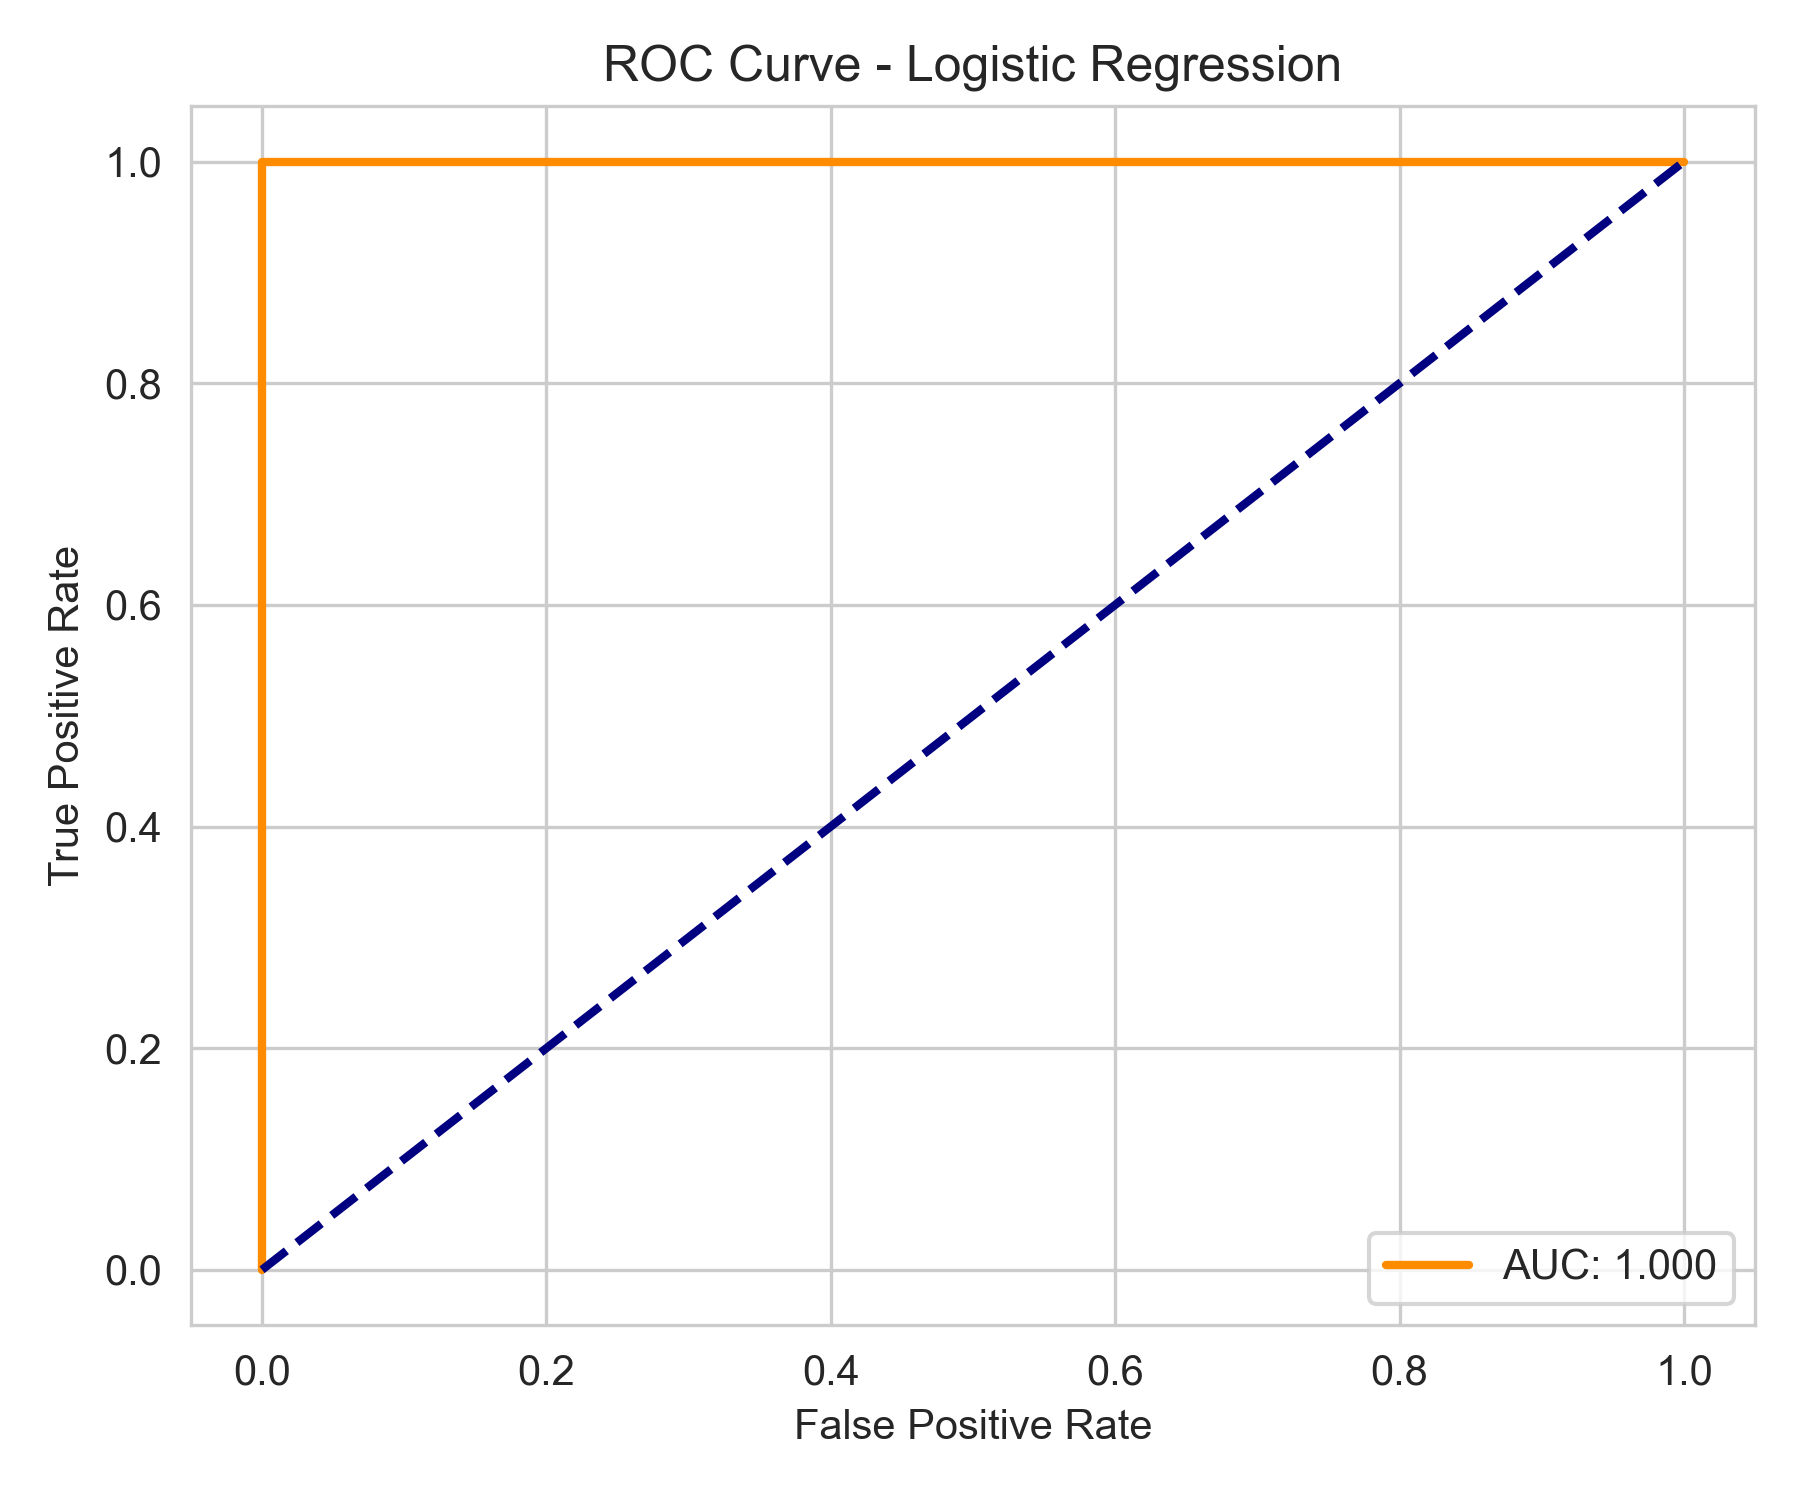 ROC Curve - Logistic Regression
True Positive Rate
1.0
0.8
0.6
0.4
0.2
0.0
AUC: 1.000
0.0 0.2 0.4 0.6 0.8 1.0
False Positive Rate